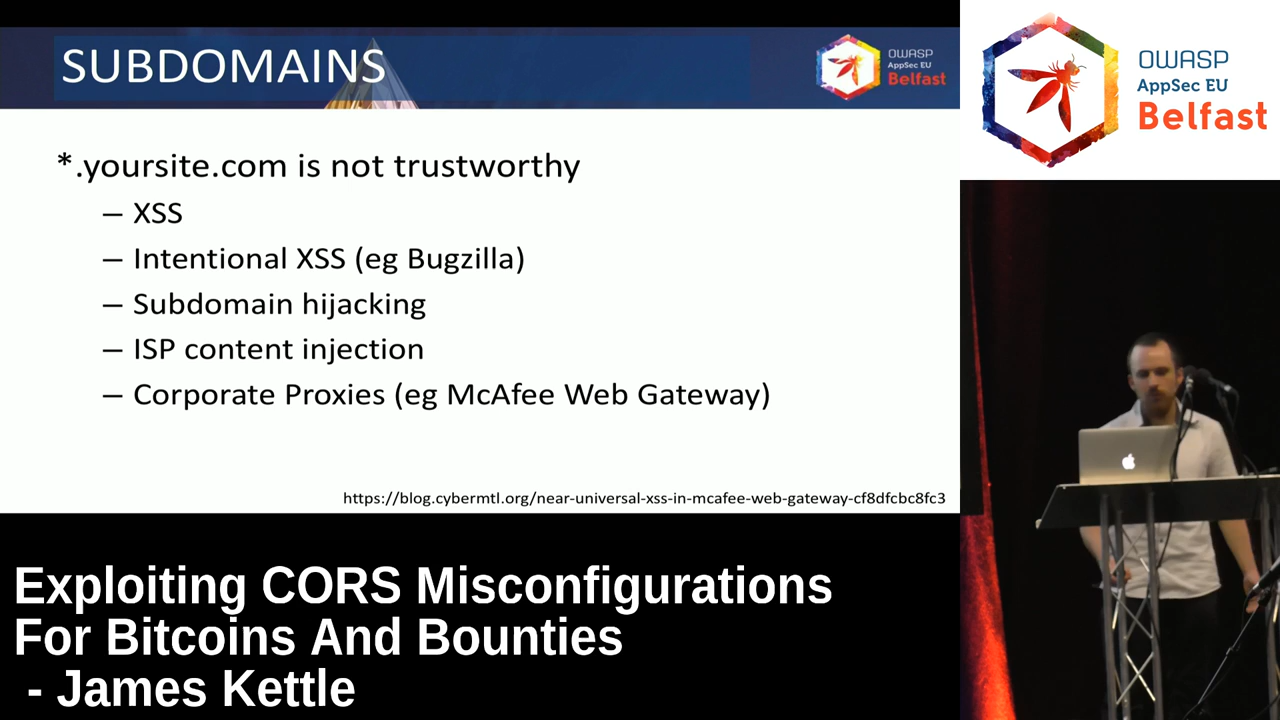 SUBDOMAINS
OWASP
AppSec EU
Belfast
*.yoursite.com is not trustworthy
– XSS
– Intentional XSS (eg Bugzilla)
– Subdomain hijacking
– ISP content injection
– Corporate Proxies (eg McAfee Web Gateway)
https://blog.cybermtl.org/near-universal-xss-in-mcafee-web-gateway-cf8dfcbc8fc3
OWASP
AppSec EU
Belfast
Exploiting CORS Misconfigurations
For Bitcoins And Bounties
- James Kettle